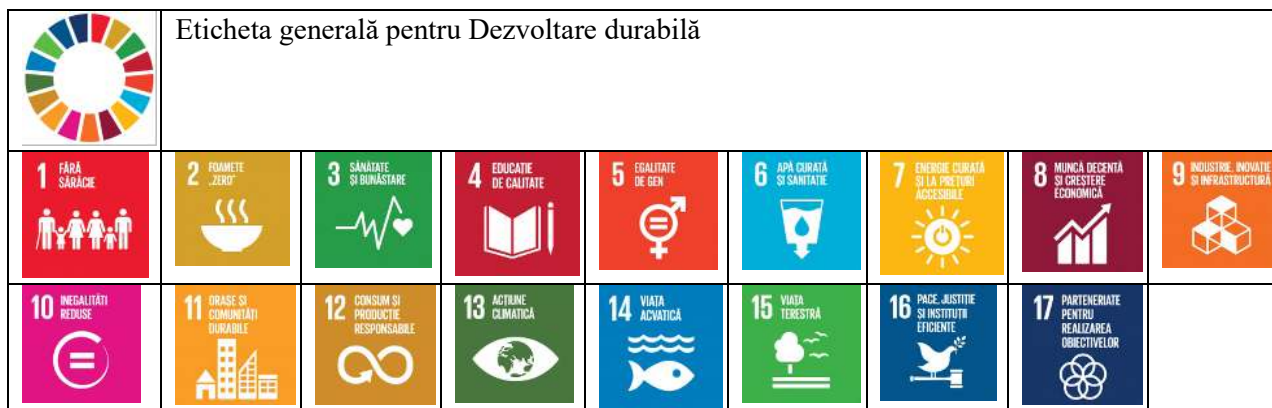 Eticheta generală pentru Dezvoltare durabilă
1 FĂRĂ
SĂRĂCIE
2 FOAMETE
„ZERO”
3 SĂNĂTATE
ȘI BUNĂSTARE
4 EDUCAȚIE
DE CALITATE
5 EGALITATE
DE GEN
6 APĂ CURATĂ
ȘI SANITAȚIE
7 ENERGIE CURATĂ
ȘI LA PREȚURI
ACCESIBILE
8 MUNCĂ DECENTĂ
ȘI CREȘTERE
ECONOMICĂ
9 INDUSTRIE, INOVAȚIE
ȘI INFRASTRUCTURĂ
10 INEGALITĂȚI
REDUSE
11 ORAȘE ȘI
COMUNITĂȚI
DURABILE
12 CONSUM ȘI
PRODUCȚIE
RESPONSABILE
13 ACȚIUNE
CLIMATICĂ
14 VIAȚA
ACVATICĂ
15 VIAȚA
TERESTRĂ
16 PACE, JUSTIȚIE
ȘI INSTITUȚII
EFICIENTE
17 PARTENERIATE
PENTRU
REALIZAREA
OBIECTIVELOR